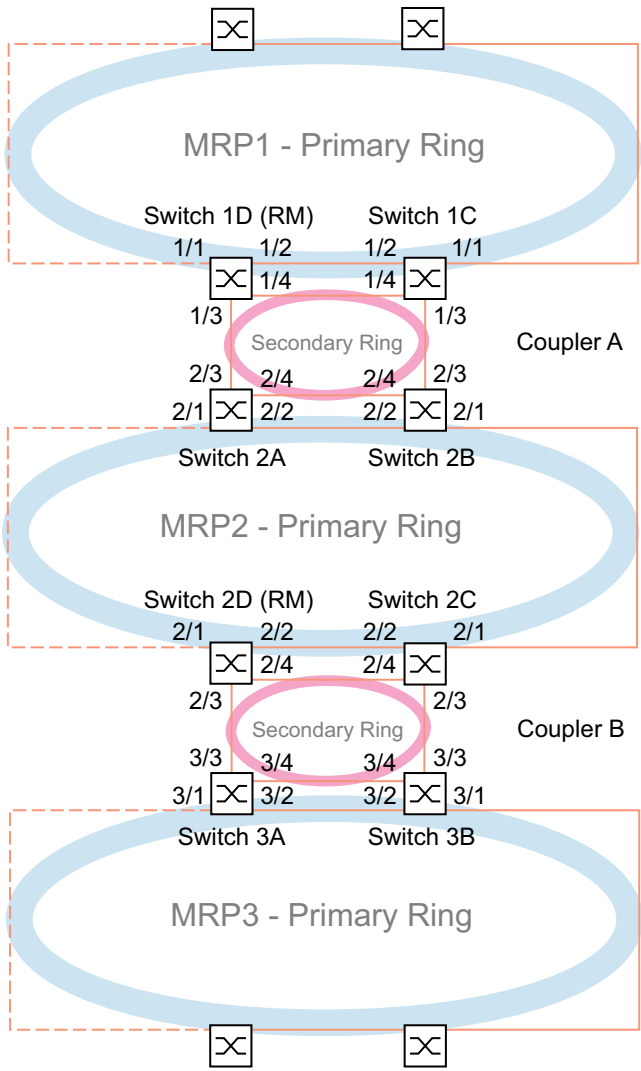 MRP1 - Primary Ring
Switch 1D (RM) Switch 1C
1/1 1/2 1/2 1/1
1/4 1/4
1/3 1/3
Secondary Ring Coupler A
2/3 2/4 2/4 2/3
2/1 2/2 2/2 2/1
Switch 2A Switch 2B
MRP2 - Primary Ring
Switch 2D (RM) Switch 2C
2/1 2/2 2/2 2/1
2/4 2/4
2/3 2/3
Secondary Ring Coupler B
3/3 3/4 3/4 3/3
3/1 3/2 3/2 3/1
Switch 3A Switch 3B
MRP3 - Primary Ring